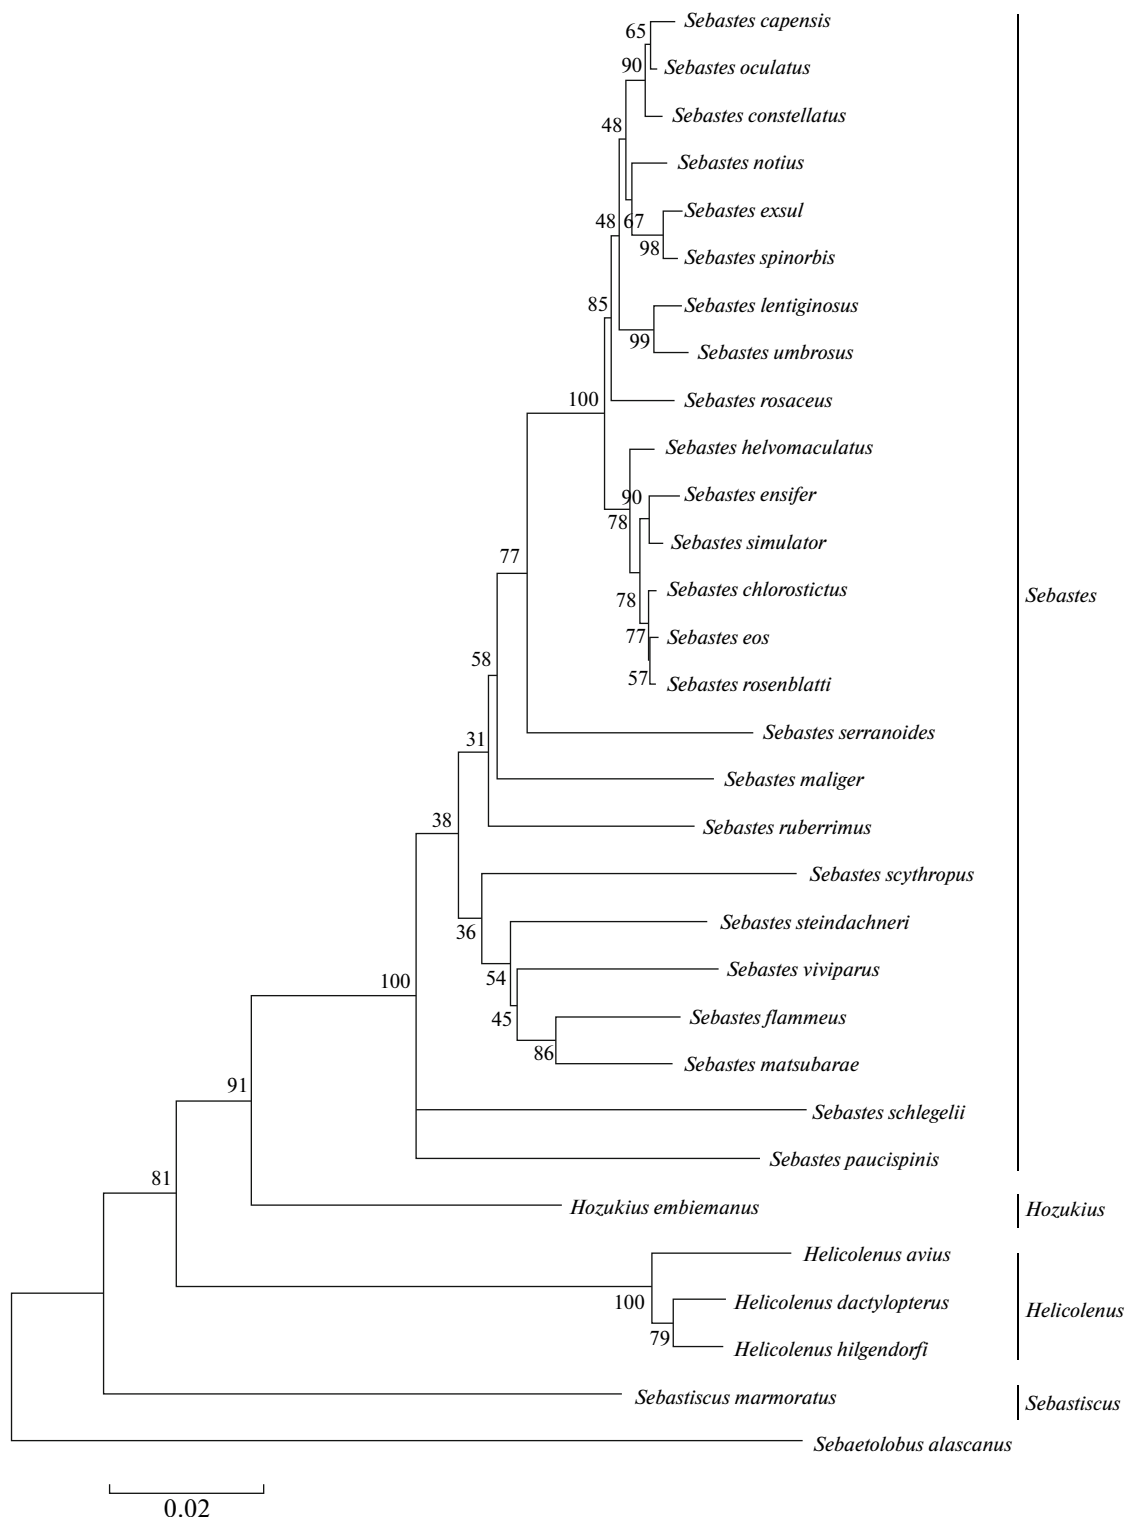 Sebastes capensis
65
Sebastes oculatus
90
Sebastes constellatus
48
Sebastes notius
Sebastes exsul
48 67
98
Sebastes spinorbis
85
Sebastes lentiginosus
99
Sebastes umbrosus
100
Sebastes rosaceus
Sebastes helvomaculatus
90
Sebastes ensifer
78
Sebastes simulator
77
Sebastes chlorostictus
Sebastes
78
77
Sebastes eos
58
57
Sebastes rosenblatti
Sebastes serranoides
31
Sebastes maliger
38
Sebastes ruberrimus
Sebastes scythropus
36
Sebastes steindachneri
54
Sebastes viviparus
100
45
Sebastes flammeus
86
Sebastes matsubarae
91
Sebastes schlegelii
Sebastes paucispinis
81
Hozukius embiemanus
Hozukius
Helicolenus avius
100
Helicolenus dactylopterus
Helicolenus
79
Helicolenus hilgendorfi
Sebastiscus marmoratus
Sebastiscus
Sebaetolobus alascanus
0.02